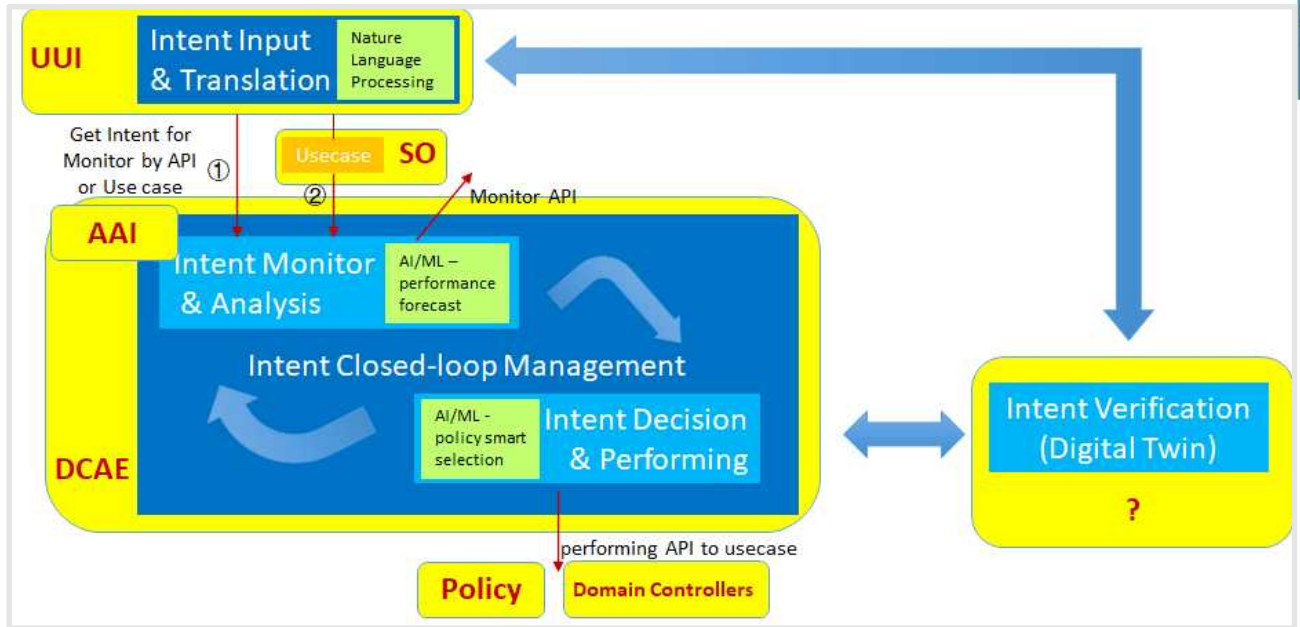 UUI
Intent Input
& Translation
Nature
Language
Processing
Get Intent for
Monitor by API
or Use case
①
Usecase
SO
②
Monitor API
AAI
Intent Monitor
& Analysis
AI/ML –
performance
forecast
Intent Closed-loop Management
AI/ML -
policy smart
selection
Intent Decision
& Performing
DCAE
Intent Verification
(Digital Twin)
?
performing API to usecase
Policy
Domain Controllers